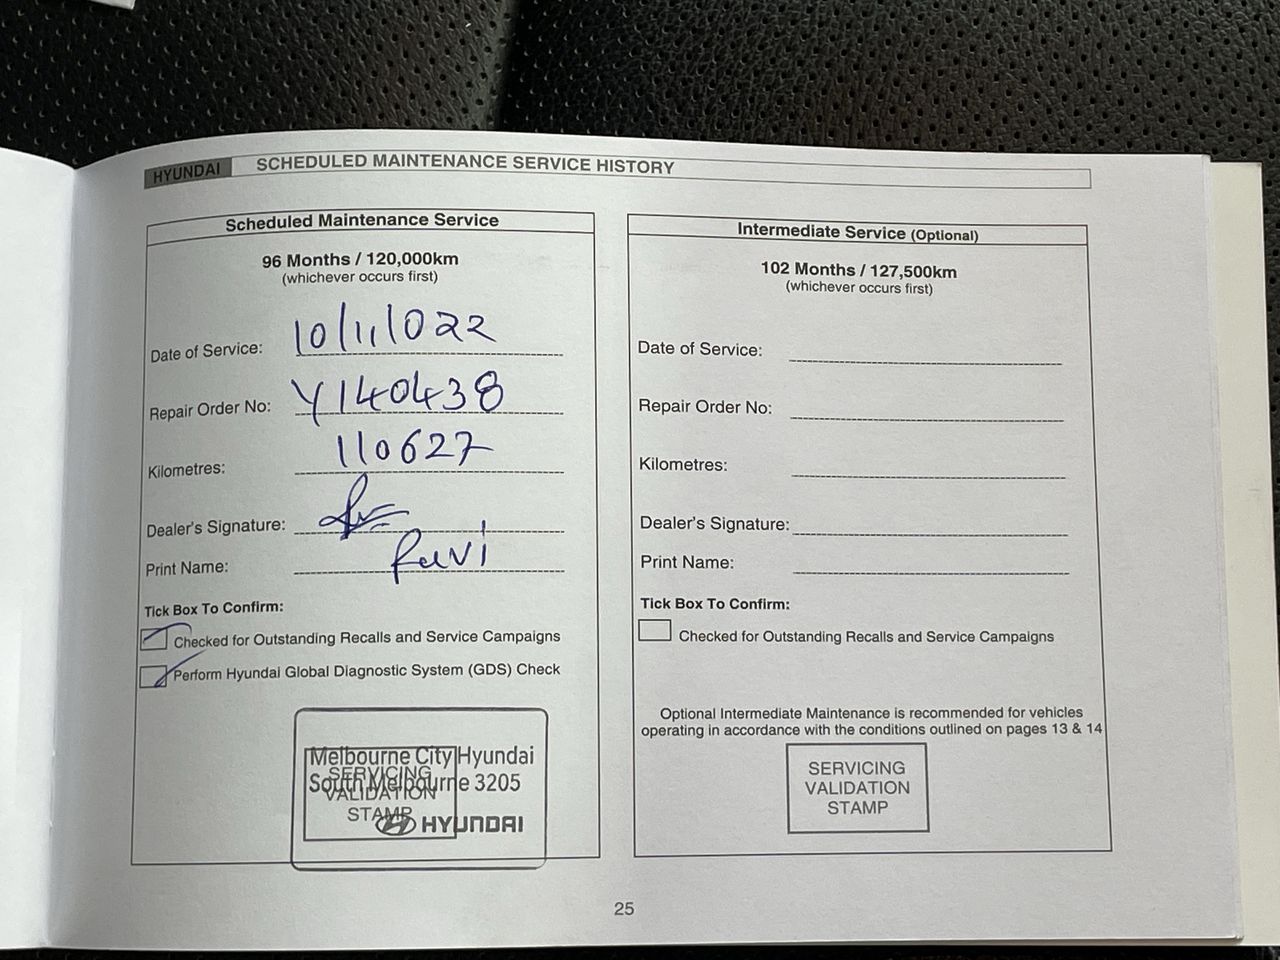 HYUNDAI SCHEDULED MAINTENANCE SERVICE HISTORY
Scheduled Maintenance Service
96 Months / 120,000km
(whichever occurs first)
Date of Service: 10/11/022
Repair Order No: Y140438
Kilometres: 110627
Dealer's Signature:
Print Name: Ravi
Tick Box To Confirm:
Checked for Outstanding Recalls and Service Campaigns
Perform Hyundai Global Diagnostic System (GDS) Check
Melbourne City Hyundai
South Melbourne 3205
HYUNDAI
SERVICING
VALIDATION
STAMP
Intermediate Service (Optional)
102 Months / 127,500km
(whichever occurs first)
Date of Service:
Repair Order No:
Kilometres:
Dealer's Signature:
Print Name:
Tick Box To Confirm:
Checked for Outstanding Recalls and Service Campaigns
Optional Intermediate Maintenance is recommended for vehicles
operating in accordance with the conditions outlined on pages 13 & 14
SERVICING
VALIDATION
STAMP
25